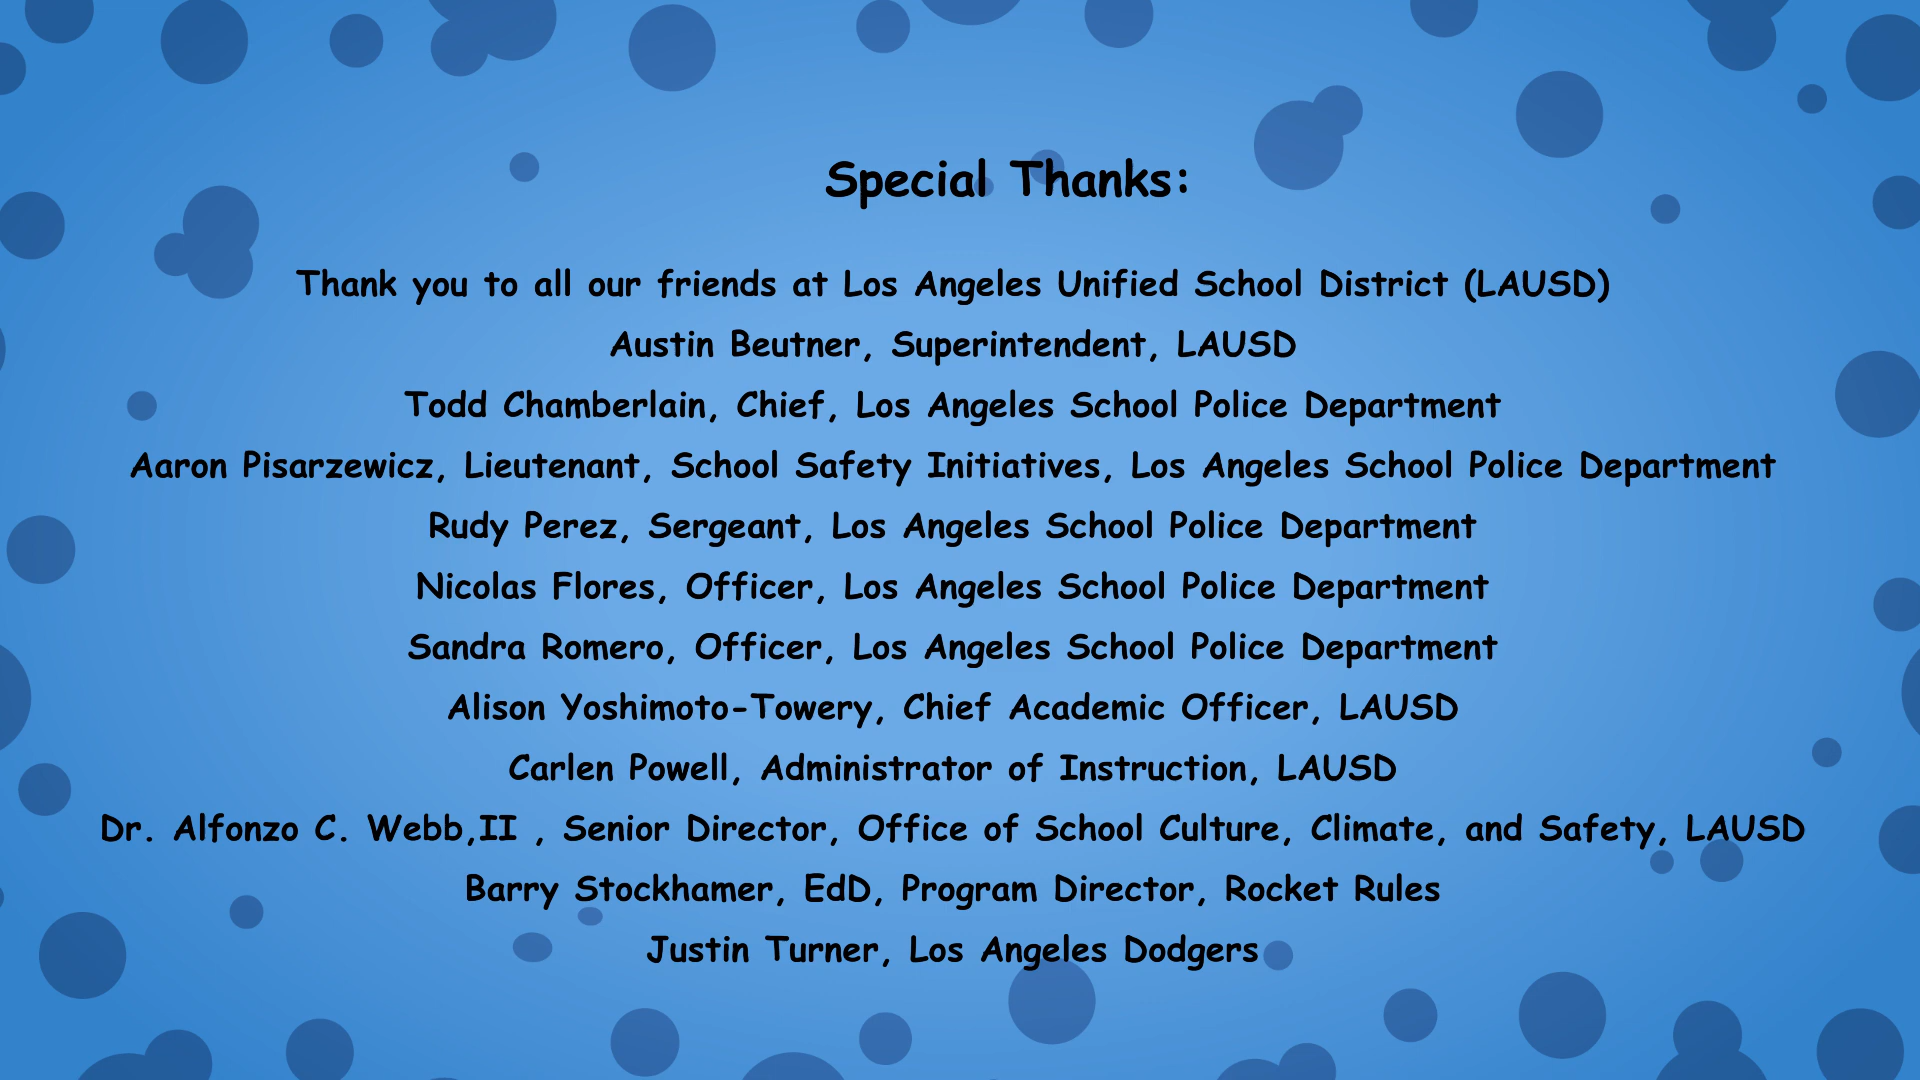 Special Thanks:
Thank you to all our friends at Los Angeles Unified School District (LAUSD)
Austin Beutner, Superintendent, LAUSD
Todd Chamberlain, Chief, Los Angeles School Police Department
Aaron Pisarzewicz, Lieutenant, School Safety Initiatives, Los Angeles School Police Department
Rudy Perez, Sergeant, Los Angeles School Police Department
Nicolas Flores, Officer, Los Angeles School Police Department
Sandra Romero, Officer, Los Angeles School Police Department
Alison Yoshimoto-Towery, Chief Academic Officer, LAUSD
Carlen Powell, Administrator of Instruction, LAUSD
Dr. Alfonzo C. Webb,II , Senior Director, Office of School Culture, Climate, and Safety, LAUSD
Barry Stockhamer, EdD, Program Director, Rocket Rules
Justin Turner, Los Angeles Dodgers